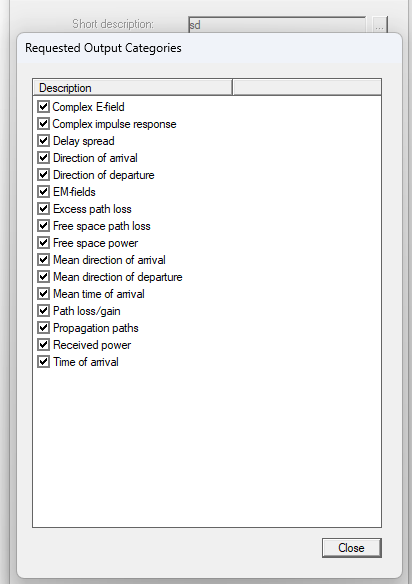 Short description:
sd
...
Requested Output Categories
Description
Complex E-field
Complex impulse response
Delay spread
Direction of arrival
Direction of departure
EM-fields
Excess path loss
Free space path loss
Free space power
Mean direction of arrival
Mean direction of departure
Mean time of arrival
Path loss/gain
Propagation paths
Received power
Time of arrival
Close